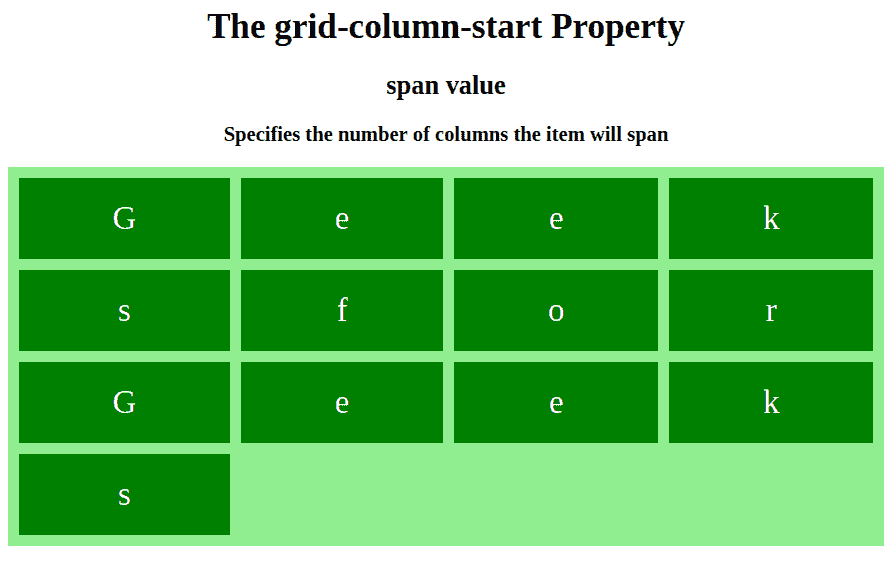 The grid-column-start Property
span value
Specifies the number of columns the item will span
G e e k
s f o r
G e e k
s